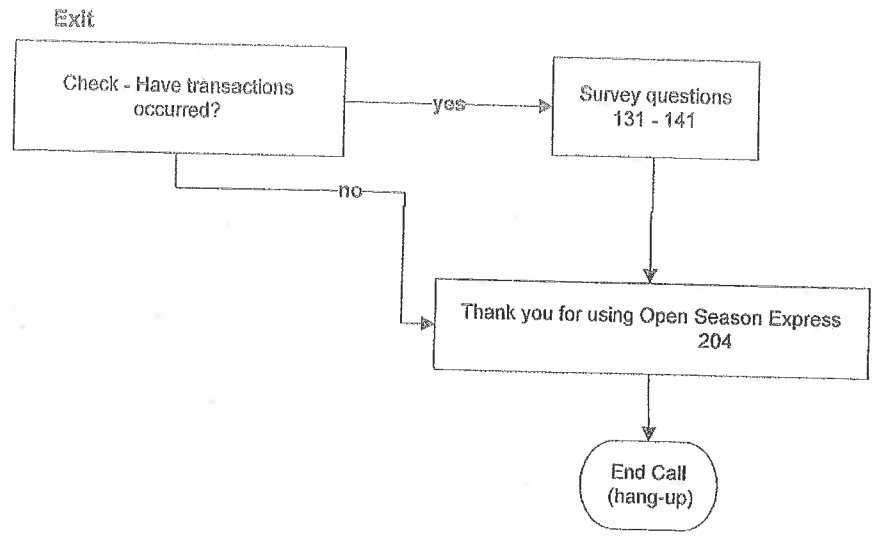 Exit
Check - Have transactions
occurred?
yes
Survey questions
131 - 141
no
Thank you for using Open Season Express
204
End Call
(hang-up)